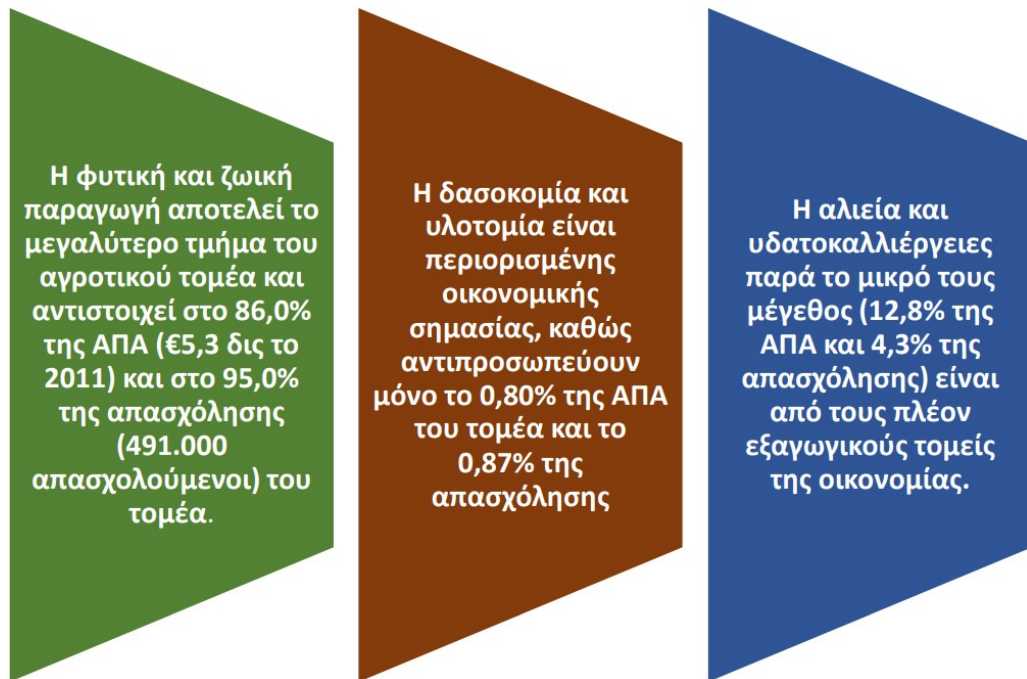 Η φυτική και ζωική
παραγωγή αποτελεί το
μεγαλύτερο τμήμα του
αγροτικού τομέα και
αντιστοιχεί στο 86,0%
της ΑΠΑ (€5,3 δις το
2011) και στο 95,0%
της απασχόλησης
(491.000
απασχολούμενοι) του
τομέα.
Η δασοκομία και
υλοτομία είναι
περιορισμένης
οικονομικής
σημασίας, καθώς
αντιπροσωπεύουν
μόνο το 0,80% της ΑΠΑ
του τομέα και το
0,87% της
απασχόλησης
Η αλιεία και
υδατοκαλλιέργειες
παρά το μικρό τους
μέγεθος (12,8% της
ΑΠΑ και 4,3% της
απασχόλησης) είναι
από τους πλέον
εξαγωγικούς τομείς
της οικονομίας.